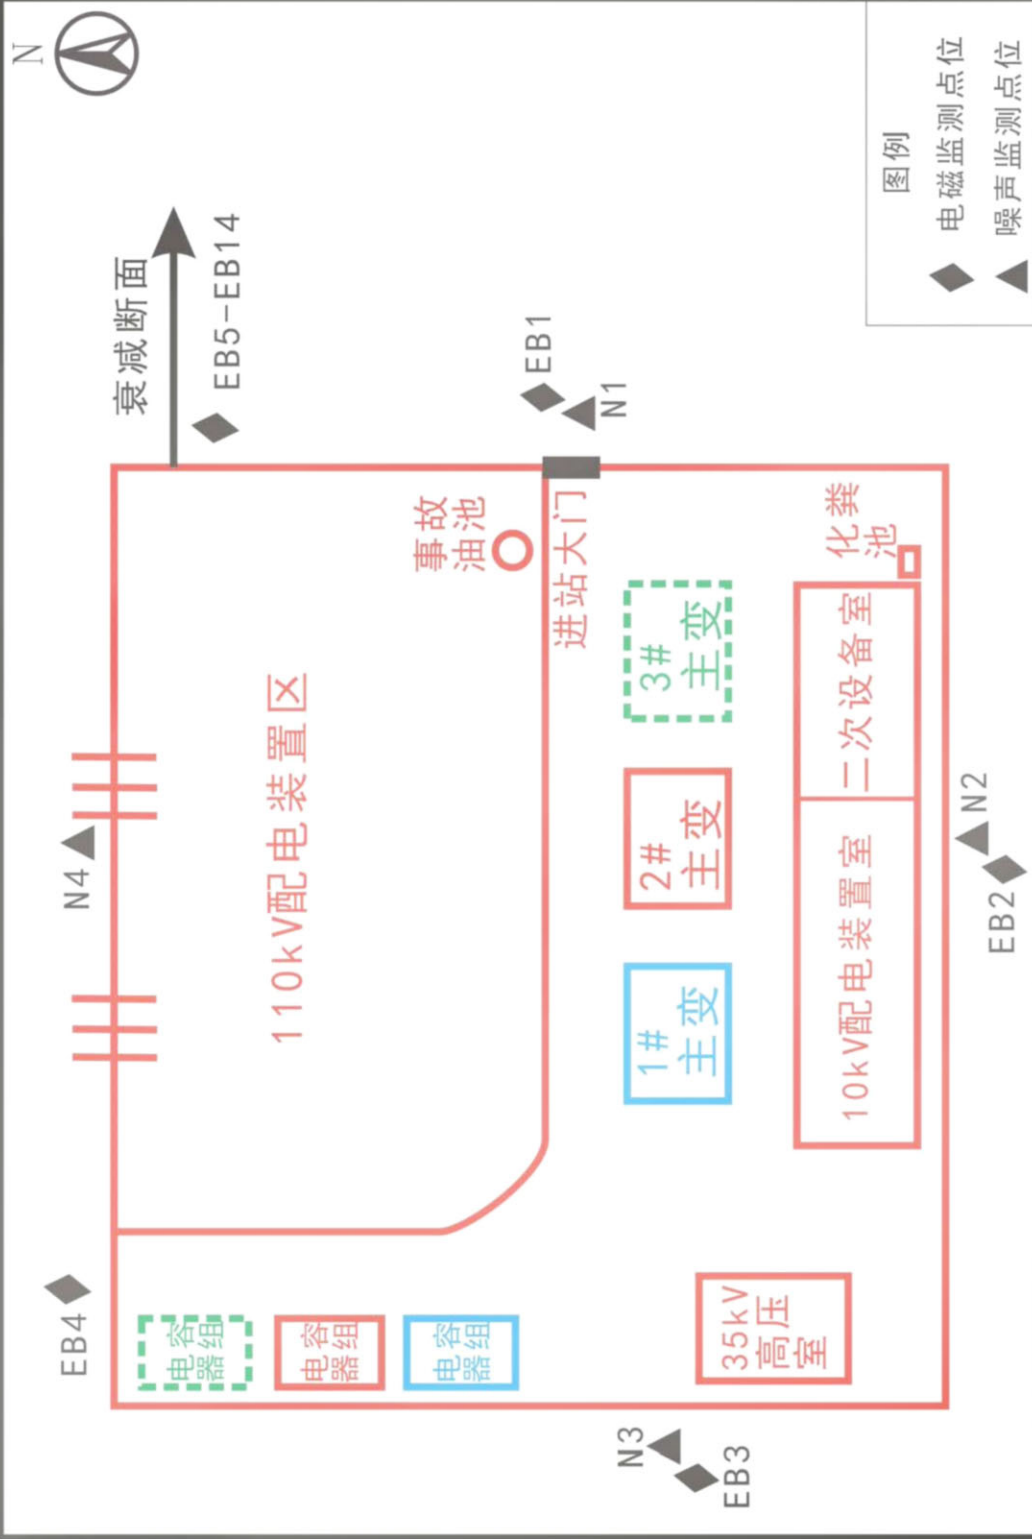 N
衰减断面
EB5-EB14
N4
EB4
110kV配电装置区
事故
油池
进站大门
EB1
N1
电容
器组
电容
器组
电容
器组
1#
主变
2#
主变
3#
主变
35kV
高压
室
10kV配电装置室
二次设备室
化粪
池
N3
EB3
N2
EB2
图例
电磁监测点位
噪声监测点位